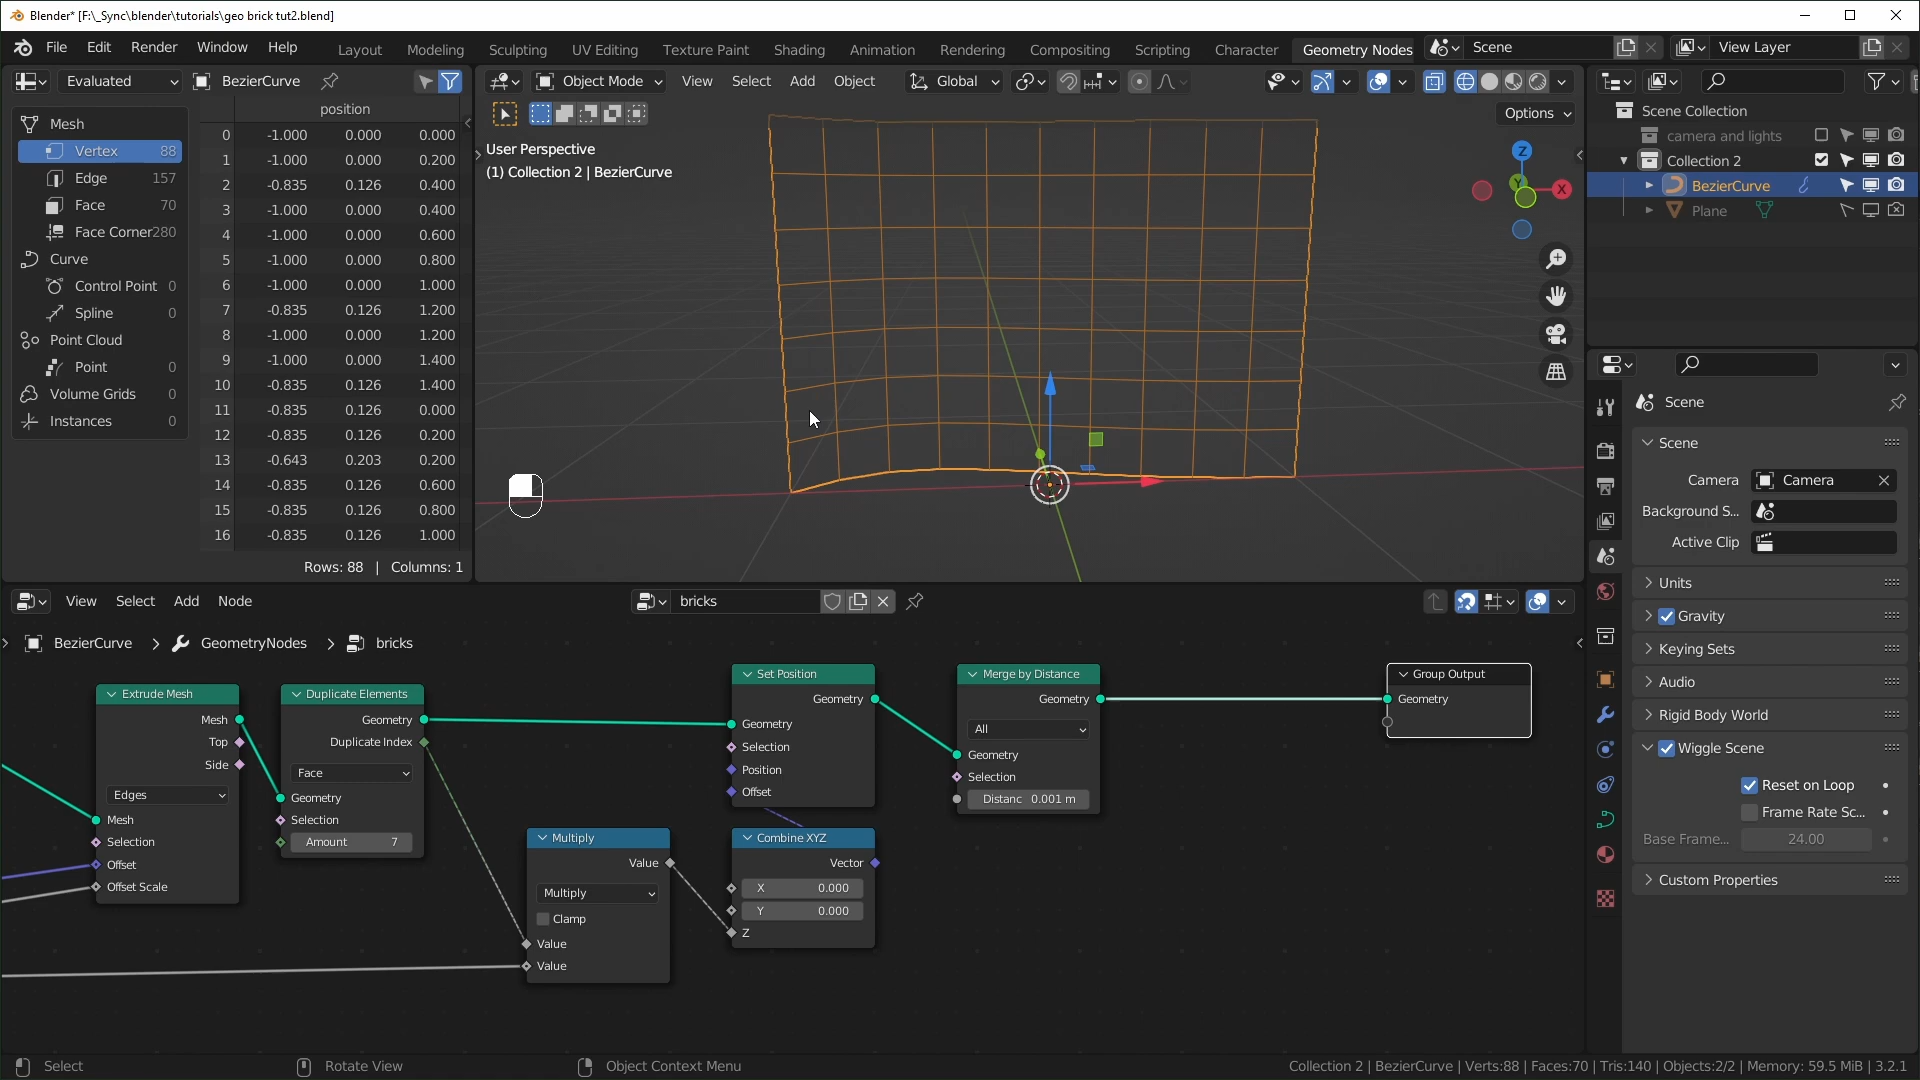 Blender* [F:\_Sync\blender\tutorials\geo brick tut2.blend]
File Edit Render Window Help Layout Modeling Sculpting UV Editing Texture Paint Shading Animation Rendering Compositing Scripting Character Geometry Nodes Scene View Layer
Evaluated BezierCurve
Object Mode View Select Add Object Global
position
Mesh
Vertex 88
Edge 157
Face 70
Face Corner 280
Curve
Control Point 0
Spline 0
Point Cloud
Point 0
Volume Grids 0
Instances 0
0 -1.000 0.000 0.000
1 -1.000 0.000 0.200
2 -0.835 0.126 0.400
3 -1.000 0.000 0.400
4 -1.000 0.000 0.600
5 -1.000 0.000 0.800
6 -1.000 0.000 1.000
7 -0.835 0.126 1.200
8 -1.000 0.000 1.200
9 -1.000 0.000 1.400
10 -0.835 0.126 1.400
11 -0.835 0.126 0.000
12 -0.835 0.126 0.200
13 -0.643 0.203 0.200
14 -0.835 0.126 0.600
15 -0.835 0.126 0.800
16 -0.835 0.126 1.000
Rows: 88 | Columns: 1
Options
User Perspective
(1) Collection 2 | BezierCurve
Z
Y
X
Scene Collection
camera and lights
Collection 2
BezierCurve
Plane
Scene
Scene
Camera Camera
Background S...
Active Clip
Units
Gravity
Keying Sets
Audio
Rigid Body World
Wiggle Scene
Reset on Loop
Frame Rate Sc...
Base Frame... 24.00
Custom Properties
View Select Add Node bricks
BezierCurve > GeometryNodes > bricks
Extrude Mesh
Mesh
Top
Side
Edges
Mesh
Selection
Offset
Offset Scale
Duplicate Elements
Geometry
Duplicate Index
Face
Geometry
Selection
Amount 7
Multiply
Value
Multiply
Clamp
Value
Value
Set Position
Geometry
Geometry
Selection
Position
Offset
Combine XYZ
Vector
X 0.000
Y 0.000
Z
Merge by Distance
Geometry
All
Geometry
Selection
Distanc 0.001 m
Group Output
Geometry
Select Rotate View Object Context Menu Collection 2 | BezierCurve | Verts:88 | Faces:70 | Tris:140 | Objects:2/2 | Memory: 59.5 MiB | 3.2.1